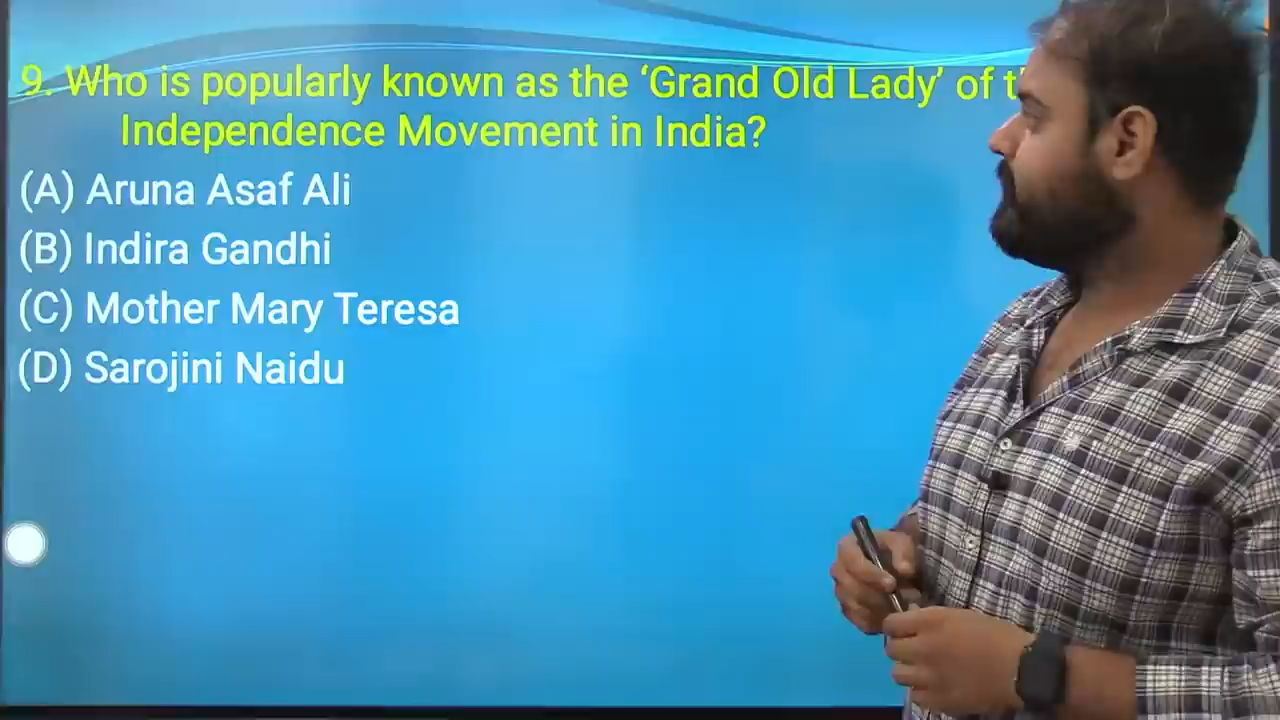 9. Who is popularly known as the ‘Grand Old Lady’ of
Independence Movement in India?
(A) Aruna Asaf Ali
(B) Indira Gandhi
(C) Mother Mary Teresa
(D) Sarojini Naidu